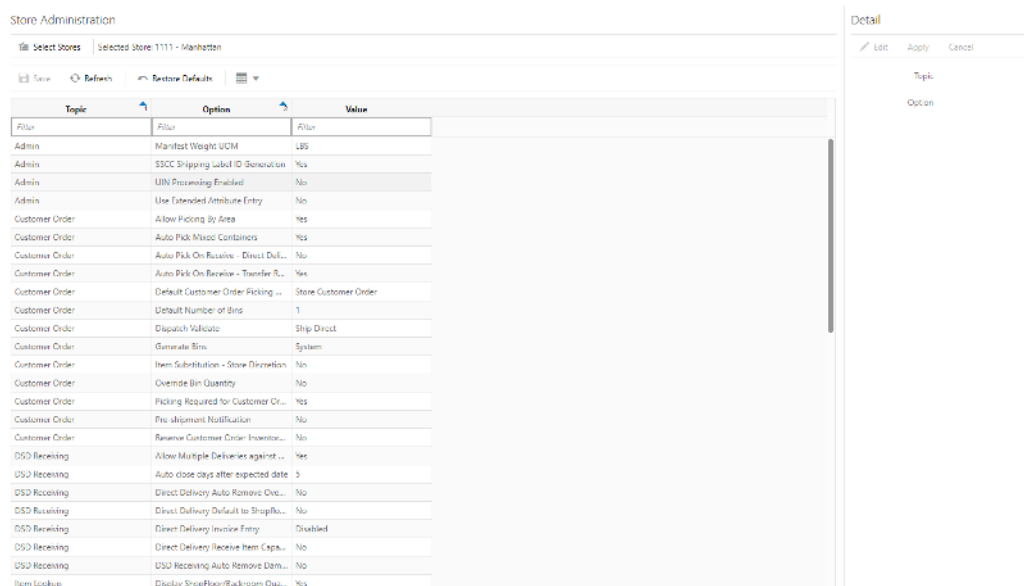 Store Administration
Select Stores Selected Store: 1111 - Manhattan
Save Refresh Restore Defaults
Topic Option Value
Filter Filter Filter
Admin Manifest Weight UOM LBS
Admin SSCC Shipping Label ID Generation Yes
Admin UIN Processing Enabled No
Admin Use Extended Attribute Entry No
Customer Order Allow Picking By Area Yes
Customer Order Auto Pick Mixed Containers Yes
Customer Order Auto Pick On Receive - Direct Deli... No
Customer Order Auto Pick On Receive - Transfer R... Yes
Customer Order Default Customer Order Picking ... Store Customer Order
Customer Order Default Number of Bins 1
Customer Order Dispatch Validate Ship Direct
Customer Order Generate Bins System
Customer Order Item Substitution - Store Discretion No
Customer Order Override Bin Quantity No
Customer Order Picking Required for Customer Or... Yes
Customer Order Pre-shipment Notification No
Customer Order Reserve Customer Order Inventor... No
DSD Receiving Allow Multiple Deliveries against ... Yes
DSD Receiving Auto close days after expected date 5
DSD Receiving Direct Delivery Auto Remove Ove... No
DSD Receiving Direct Delivery Default to Shopflo... No
DSD Receiving Direct Delivery Invoice Entry Disabled
DSD Receiving Direct Delivery Receive Item Capa... No
DSD Receiving DSD Receiving Auto Remove Dam... No
Item Lookup Display ShopFloor/Backroom Qua... Yes
Detail
Edit Apply Cancel
Topic
Option